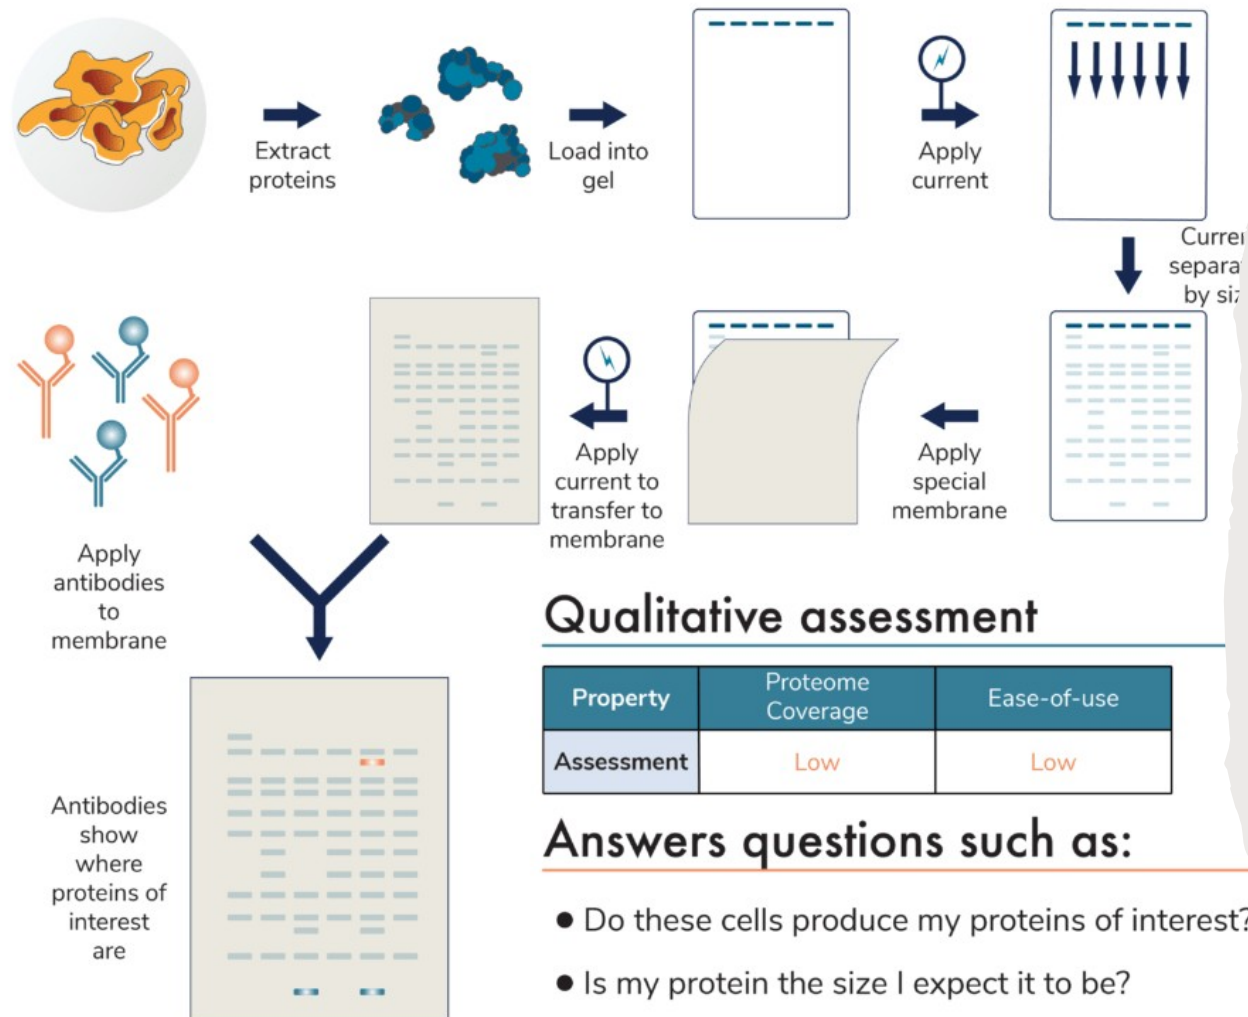 Extract
proteins
Load into
gel
Apply
current
by
Apply
antibodies
to
membrane
Apply
current to
transfer to
membrane
Apply
special
membrane
Qualitative assessment
Property
Proteome
Coverage
Ease-of-use
Assessment
Low
Low
Antibodies
show
where
proteins of
interest
are
Answers questions such as:
• Do these cells produce my proteins of interest?
• Is my protein the size I expect it to be?